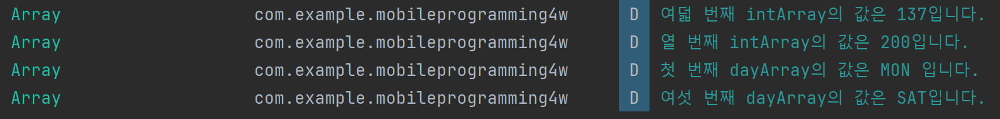 Array com.example.mobileprogramming4w D 여덟 번째 intArray의 값은 137입니다.
Array com.example.mobileprogramming4w D 열 번째 intArray의 값은 200입니다.
Array com.example.mobileprogramming4w D 첫 번째 dayArray의 값은 MON 입니다.
Array com.example.mobileprogramming4w D 여섯 번째 dayArray의 값은 SAT입니다.